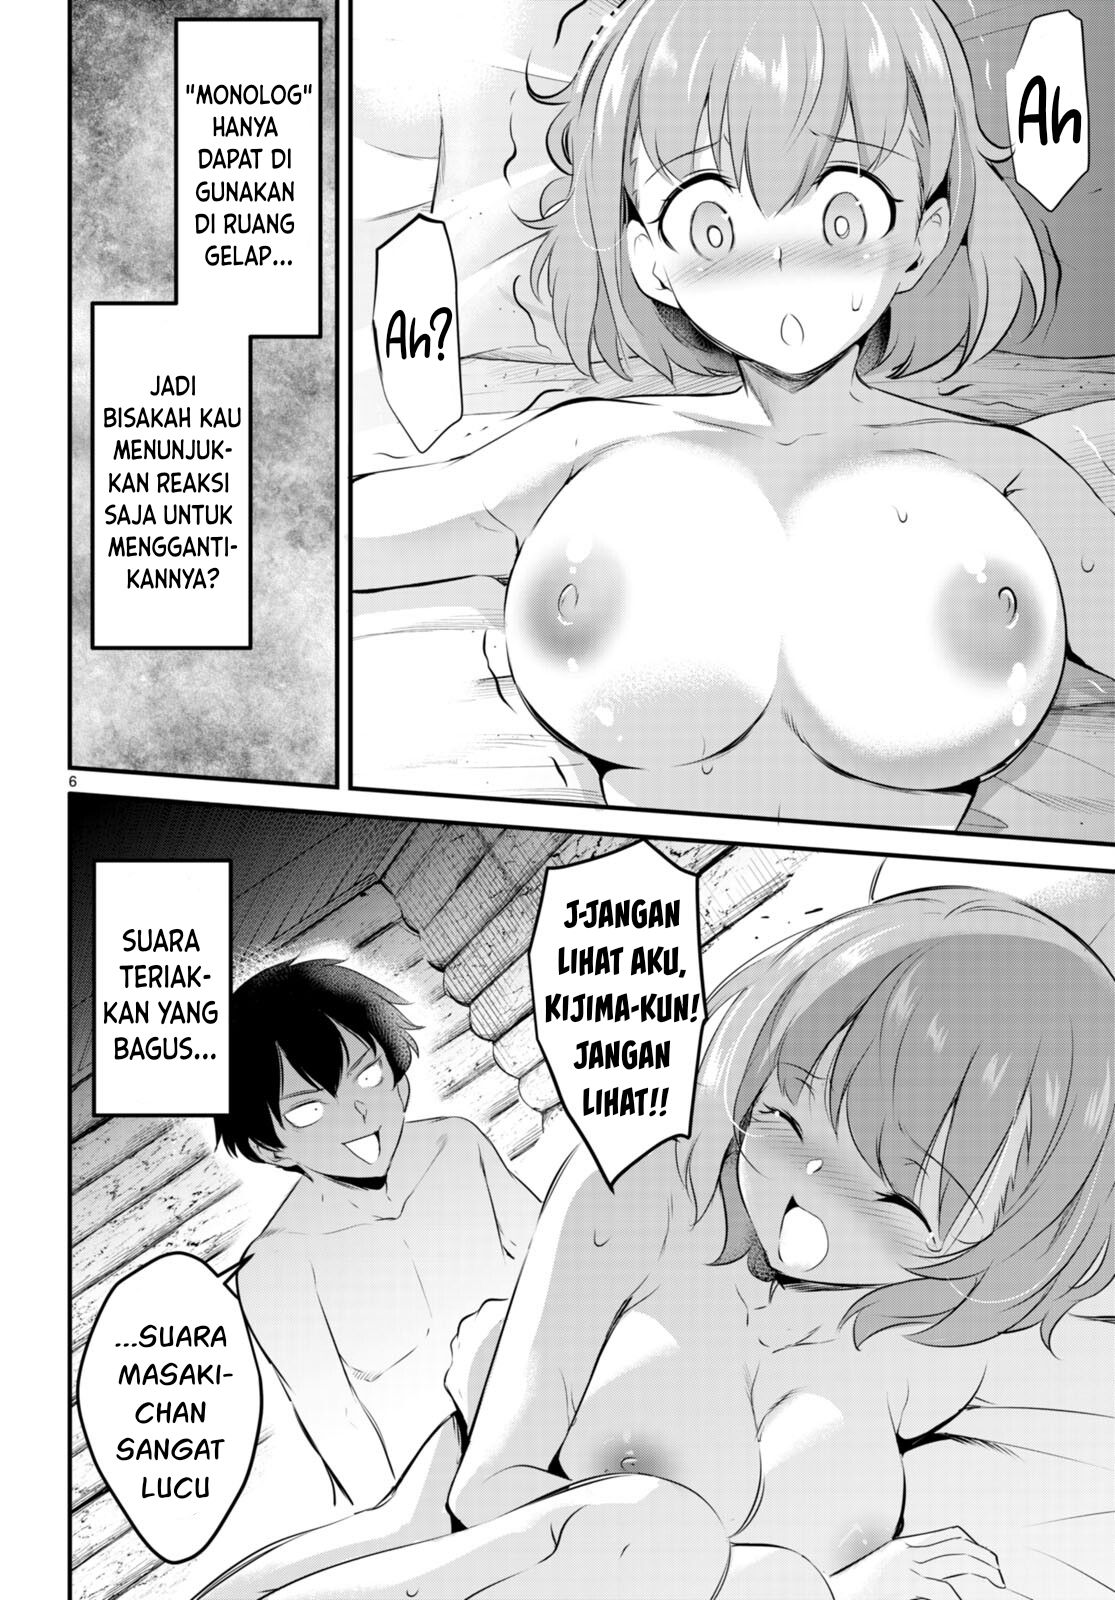 Ah
Ah?
"MONOLOG"
HANYA
DAPAT DI
GUNAKAN
DI RUANG
GELAP...
JADI
BISAKAH KAU
MENUNJUK-
KAN REAKSI
SAJA UNTUK
MENGGANTI-
KANNYA?
6
J-JANGAN
LIHAT AKU,
KIJIMA-KUN!
JANGAN
LIHAT!!
SUARA
TERIAK-
KAN YANG
BAGUS...
...SUARA
MASAKI-
CHAN
SANGAT
LUCU